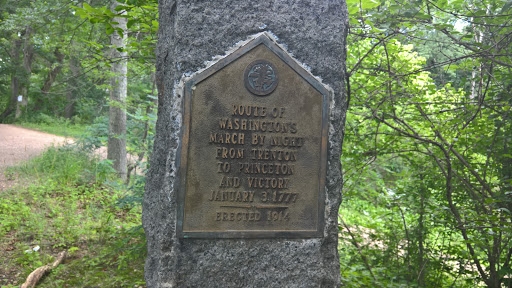 ROUTE OF
WASHINGTON'S
MARCH BY NIGHT
FROM TRENTON
TO PRINCETON
AND VICTORY
JANUARY 3, 1777
ERECTED 1914